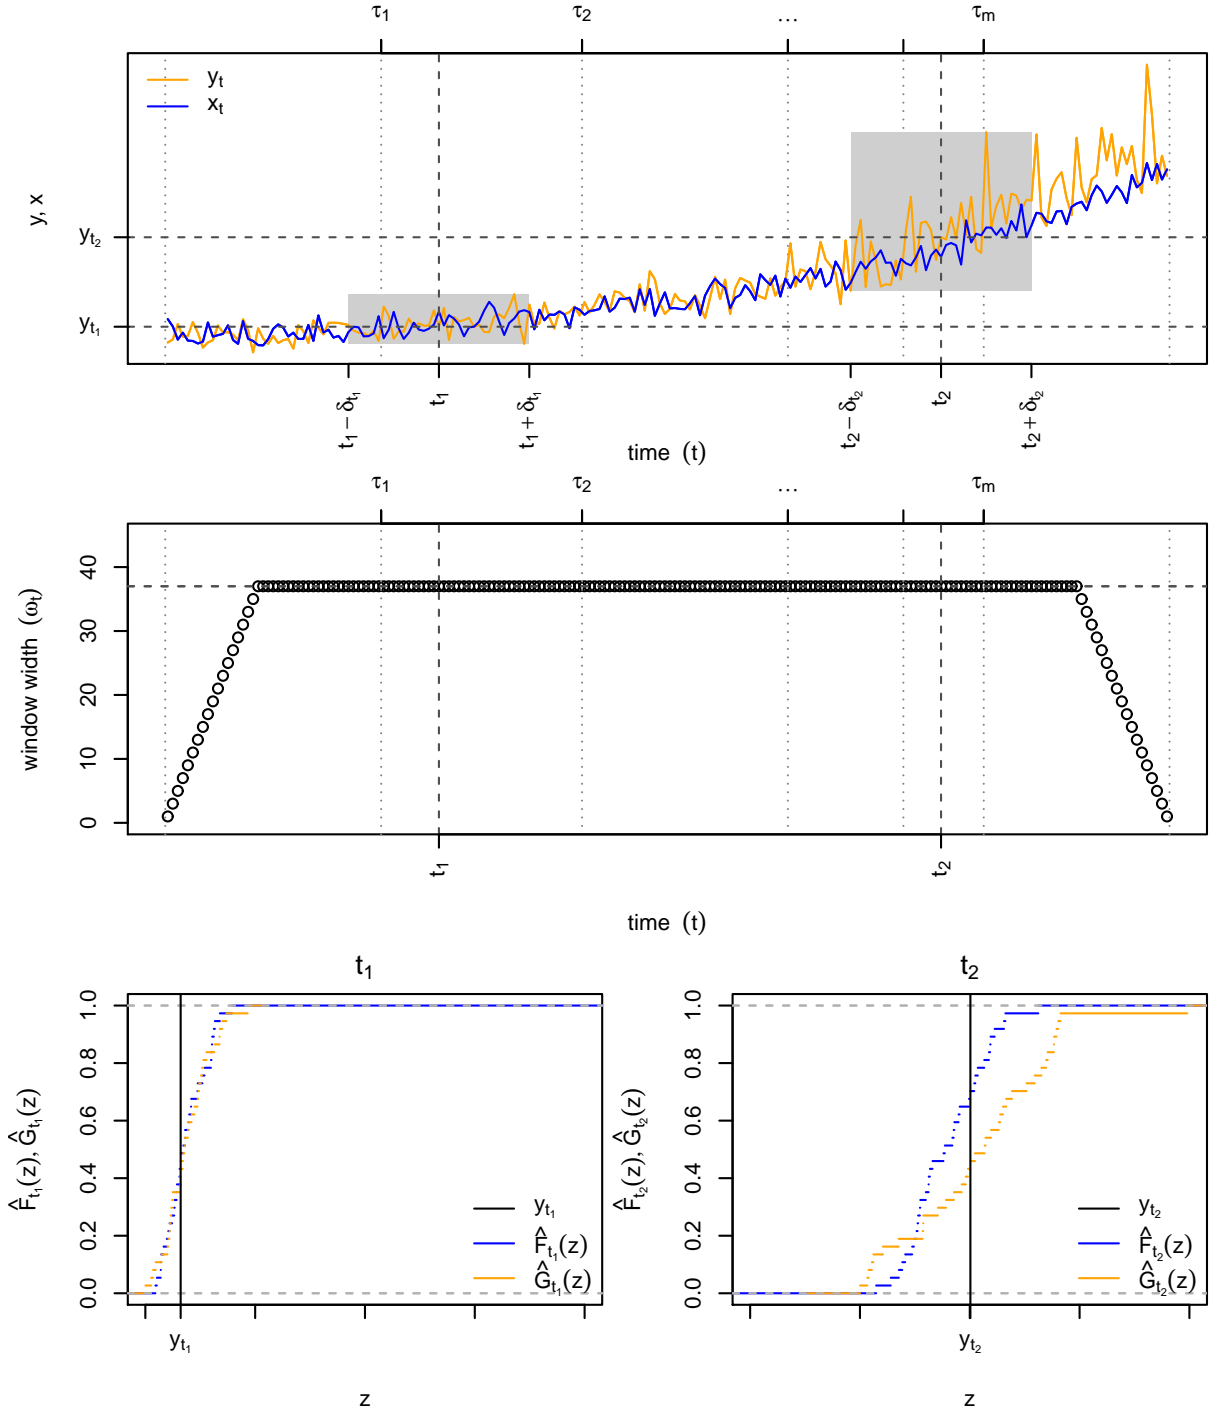 τ1 τ2 … τm
yt
xt
y, x
yt2
yt1
t1 − δt1 t1 t1 + δt1 t2 − δt2 t2 t2 + δt2
time (t)
τ1 τ2 … τm
window width (ωt)
40
30
20
10
0
t1 t2
time (t)
t1
F̂t1(z), Ĝt1(z)
1.0
0.8
0.6
0.4
0.2
0.0
yt1
F̂t1(z)
Ĝt1(z)
yt1
z
t2
F̂t2(z), Ĝt2(z)
1.0
0.8
0.6
0.4
0.2
0.0
yt2
F̂t2(z)
Ĝt2(z)
yt2
z